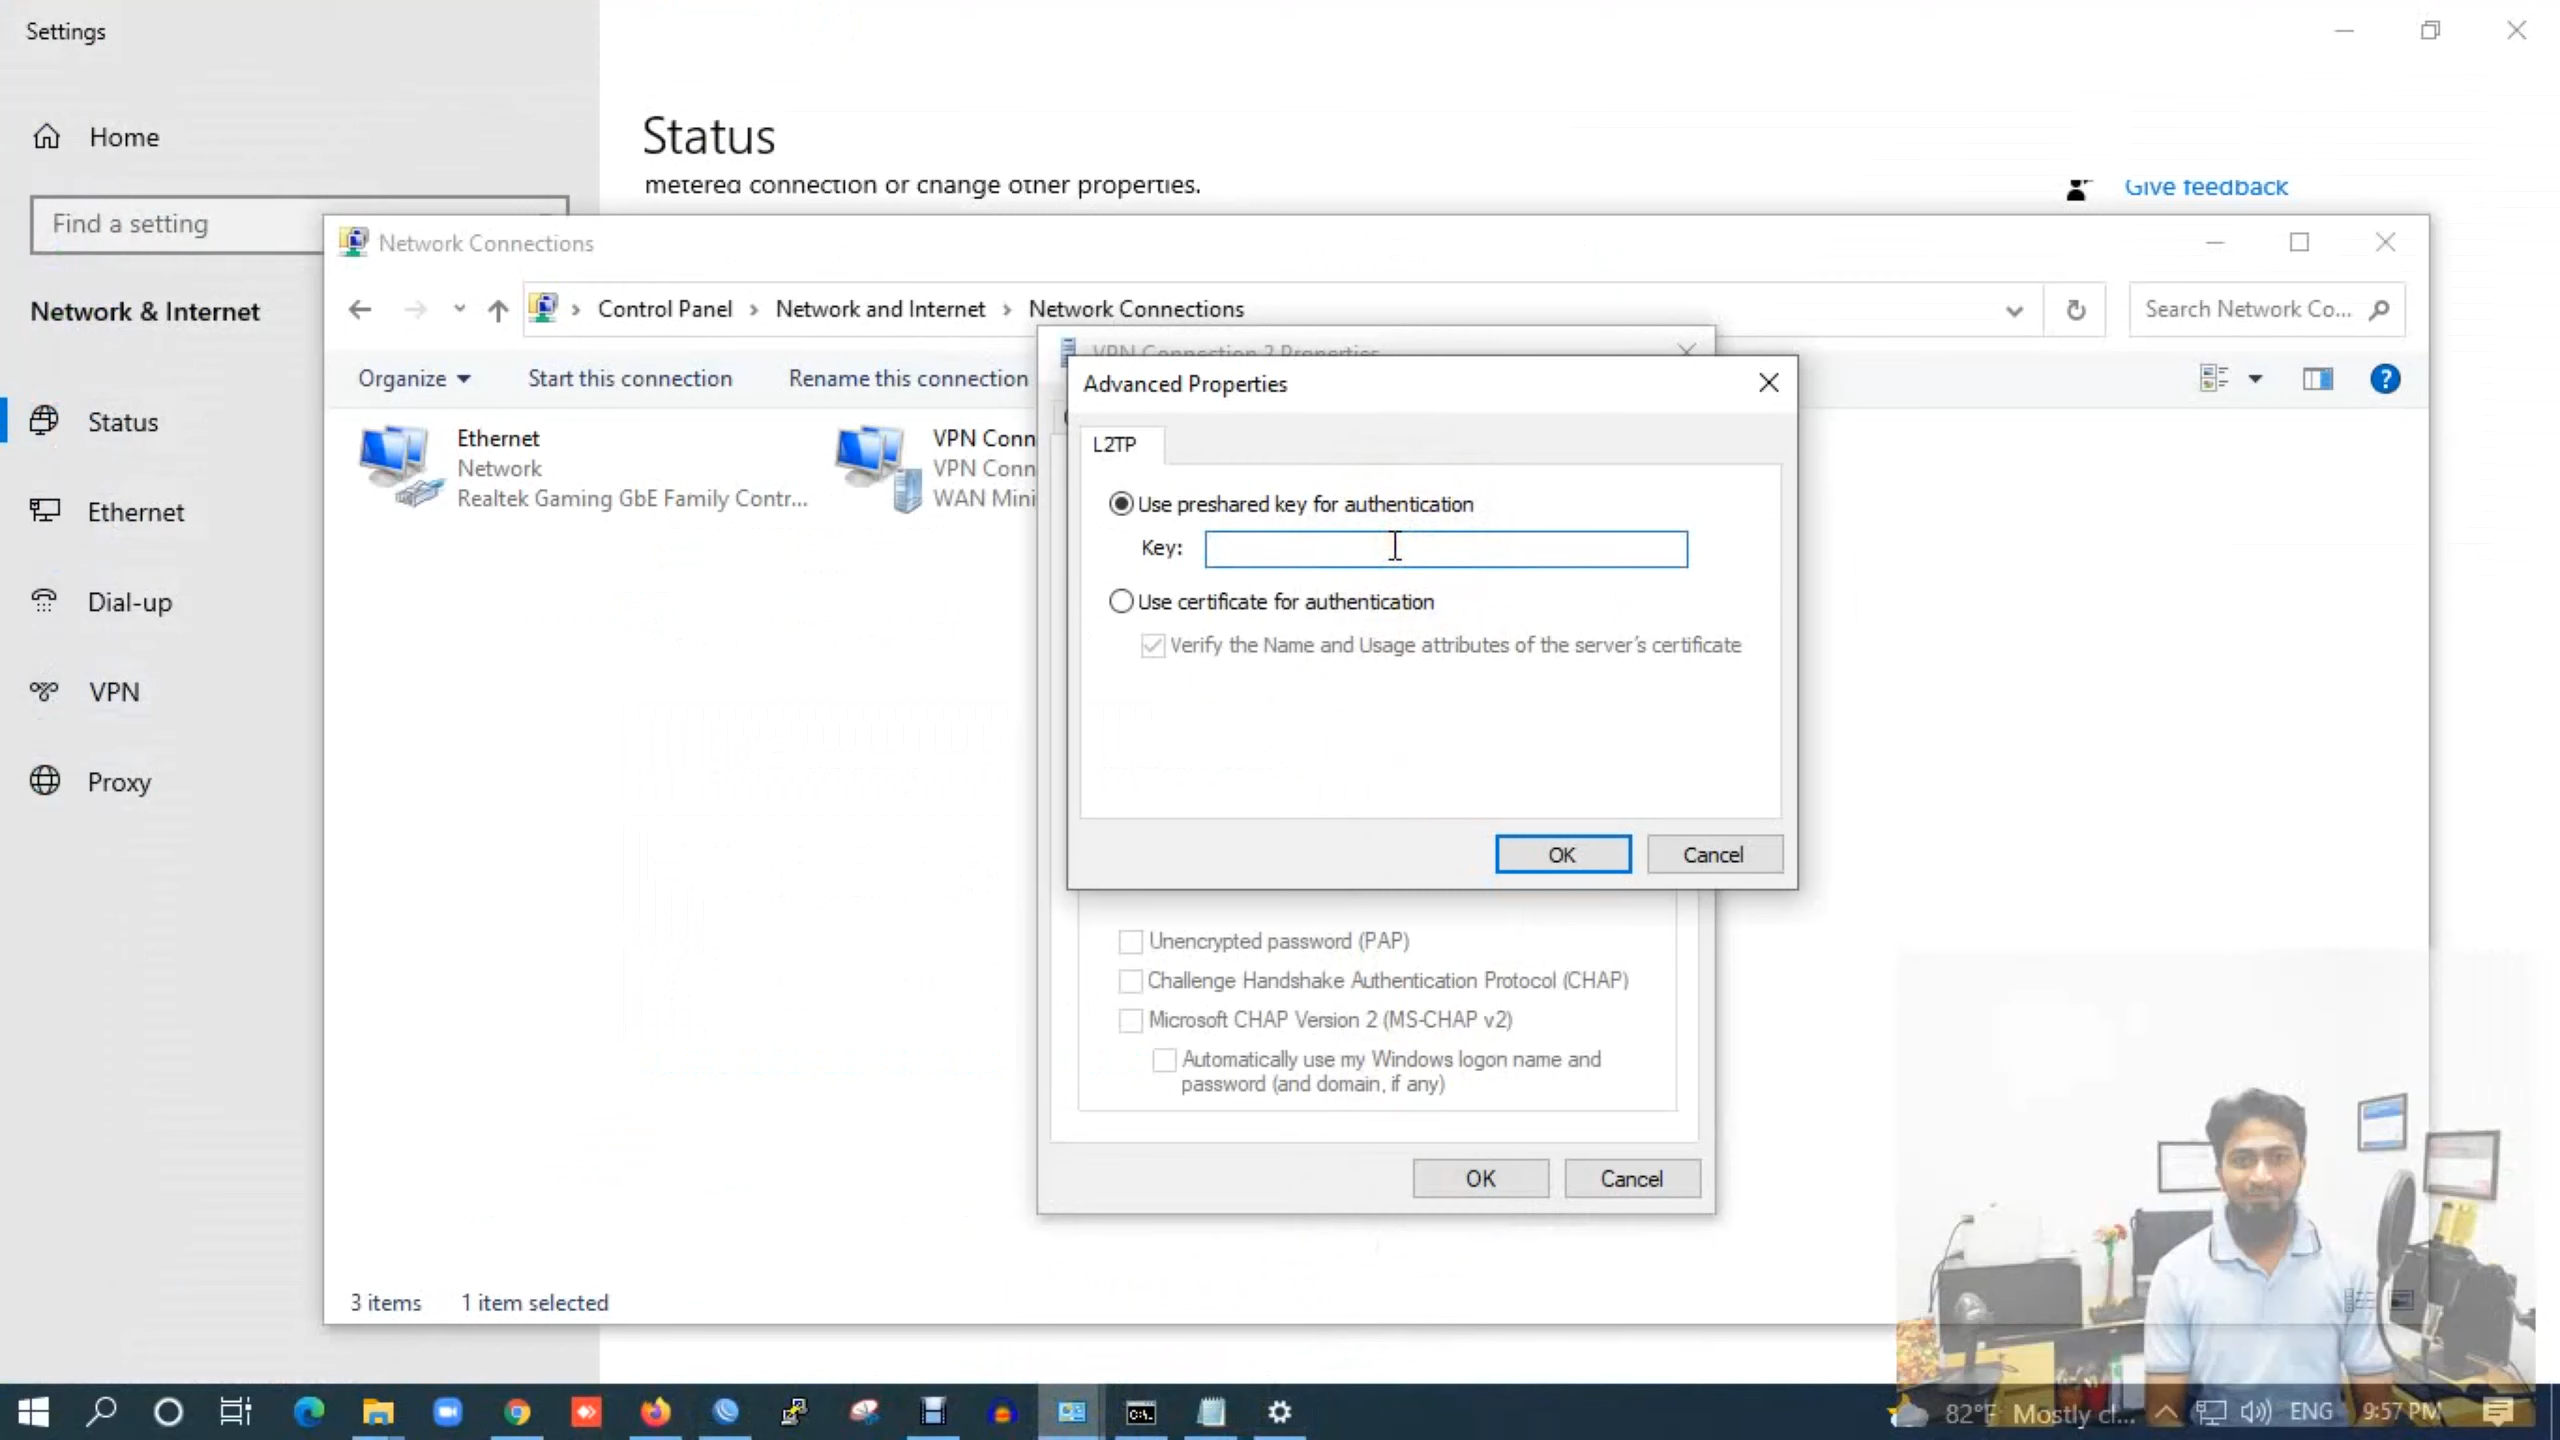 Settings
Home
Find a setting
Network & Internet
Status
Ethernet
Dial-up
VPN
Proxy
Status
metered connection or change other properties.
Give feedback
Network Connections
Control Panel
Network and Internet
Network Connections
Search Network Co...
Organize
Start this connection
Rename this connection
Ethernet
Network
Realtek Gaming GbE Family Contr...
VPN Conn
VPN Conn
WAN Mini
VPN Connection 2 Properties
Advanced Properties
L2TP
Use preshared key for authentication
Key:
Use certificate for authentication
Verify the Name and Usage attributes of the server's certificate
OK
Cancel
Unencrypted password (PAP)
Challenge Handshake Authentication Protocol (CHAP)
Microsoft CHAP Version 2 (MS-CHAP v2)
Automatically use my Windows logon name and
password (and domain, if any)
OK
Cancel
3 items
1 item selected
82°F Mostly cl...
ENG
9:57 PM